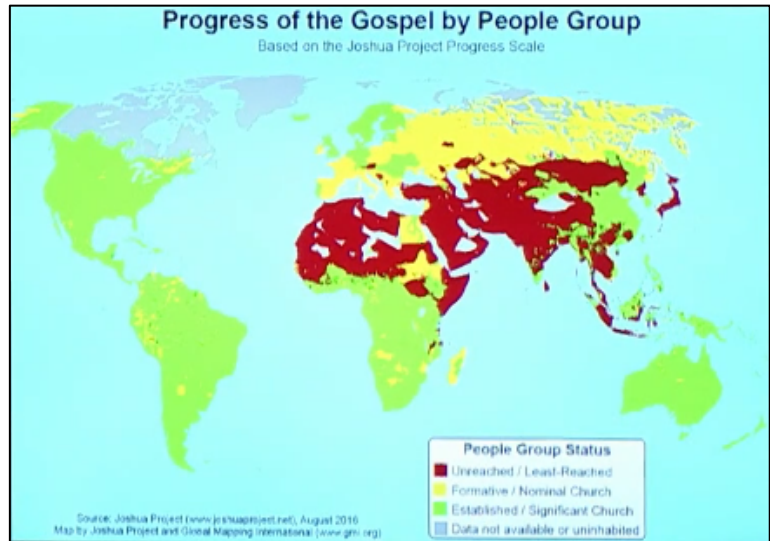 Progress of the Gospel by People Group
Based on the Joshua Project Progress Scale
People Group Status
Unreached / Least-Reached
Formative / Nominal Church
Established / Significant Church
Data not available or uninhabited
Source: Joshua Project (www.joshuaproject.net), August 2016
Map by Joshua Project and Global Mapping International (www.gmi.org)